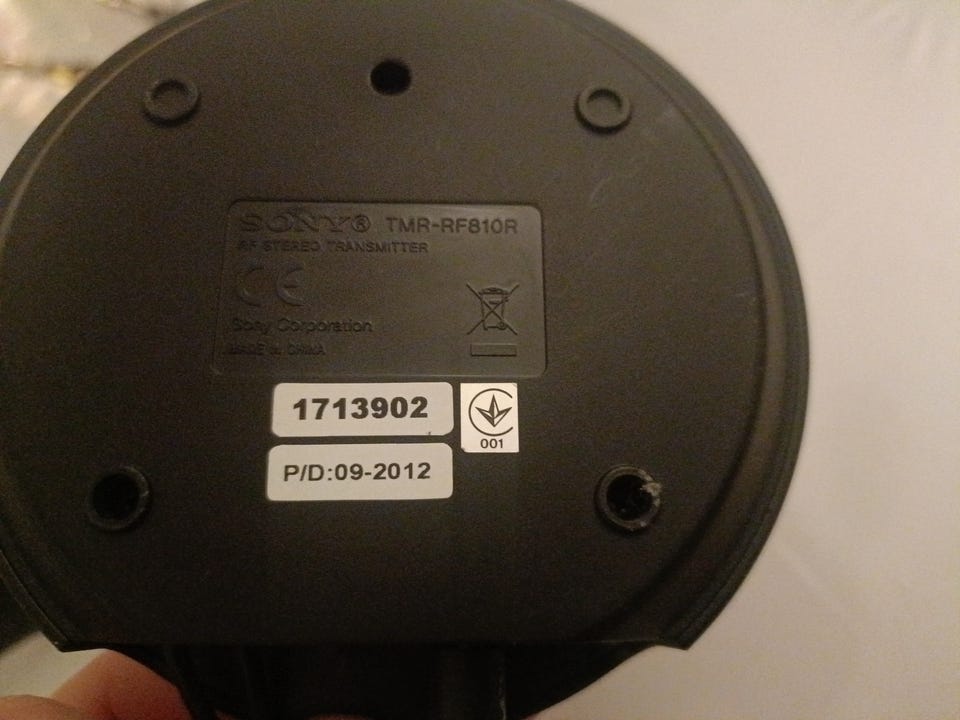 SONY® TMR-RF810R
RF STEREO TRANSMITTER
CE
Sony Corporation
MADE IN CHINA
1713902
001
P/D:09-2012